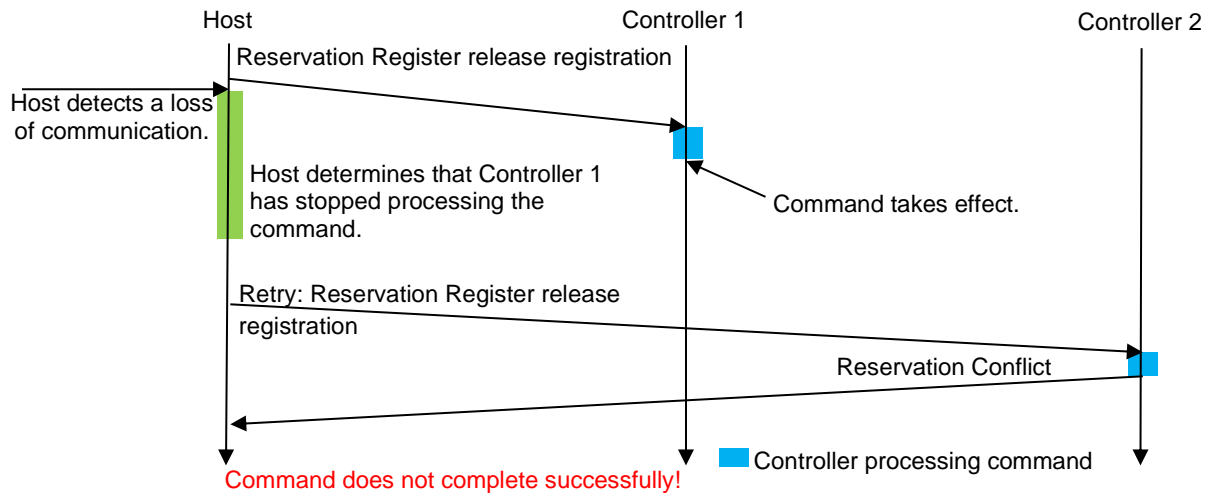 Host
Controller 1
Controller 2
Reservation Register release registration
Host detects a loss
of communication.
Host determines that Controller 1
has stopped processing the
command.
Command takes effect.
Retry: Reservation Register release
registration
Reservation Conflict
Controller processing command
Command does not complete successfully!